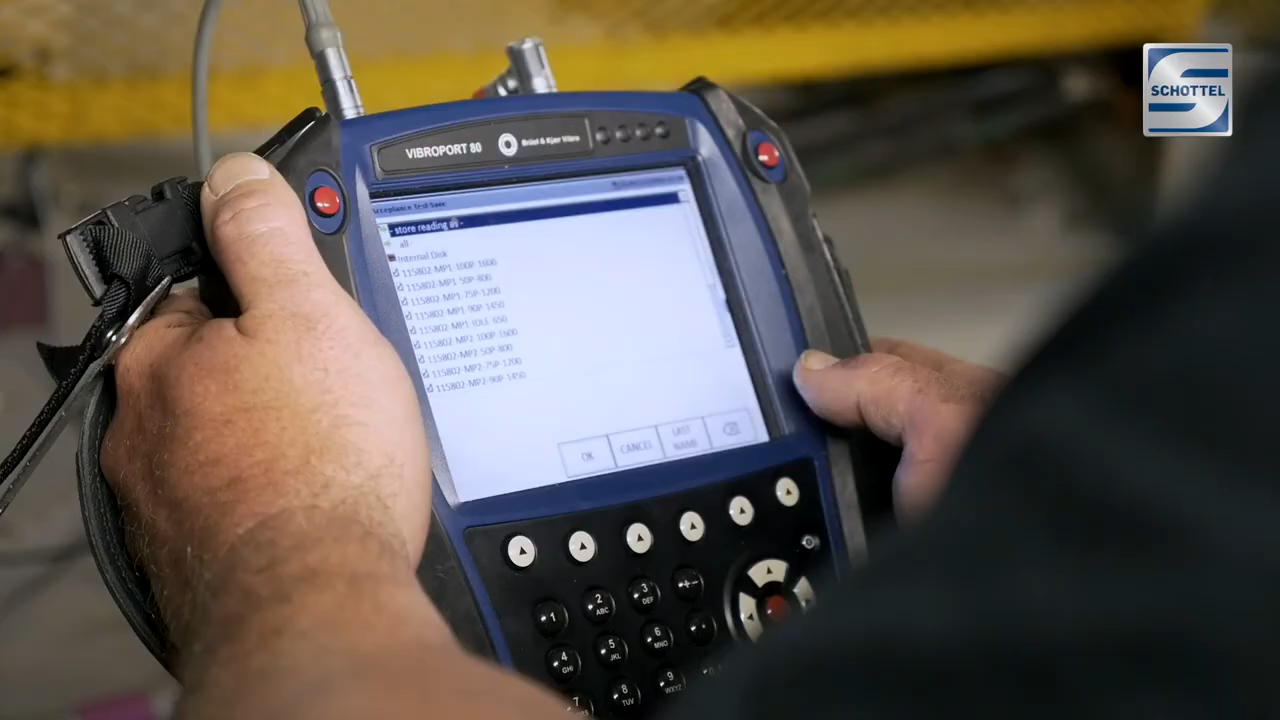 SCHOTTEL
VIBROPORT 80
Brüel & Kjær Vibro
Acceptance Test Save
- store reading as -
all
Internal Disk
115802-MP1-100P-1600
115802-MP1-50P-800
115802-MP1-75P-1200
115802-MP1-90P-1450
115802-MP1-IDLE-650
115802-MP2-100P-1600
115802-MP2-50P-800
115802-MP2-75P-1200
115802-MP2-90P-1450
OK
CANCEL
LAST
NAME
1
2
ABC
3
DEF
+-
4
GHI
5
JKL
6
MNO
7
8
TUV
9
WXYZ